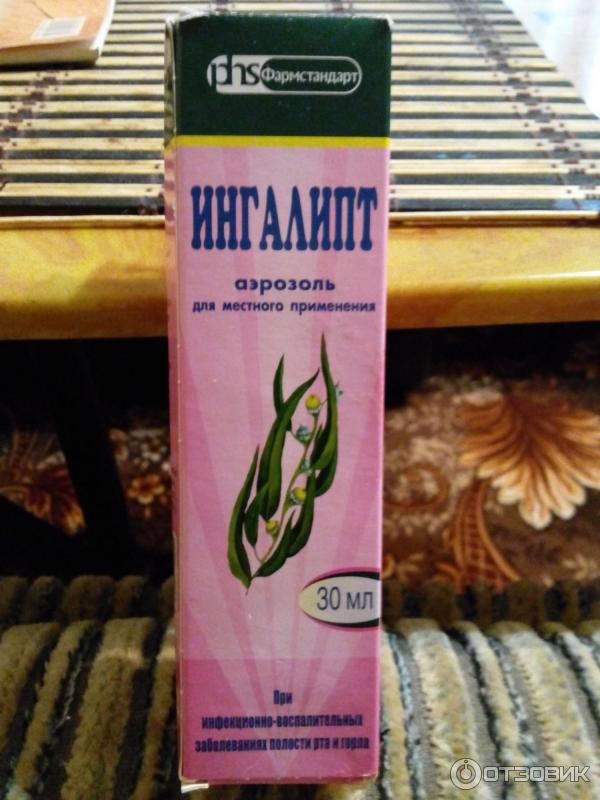 phs Фармстандарт
ИНГАЛИПТ
аэрозоль
для местного применения
30 мл
При
инфекционно-воспалительных
заболеваниях полости рта и горла
ОТЗОВИК